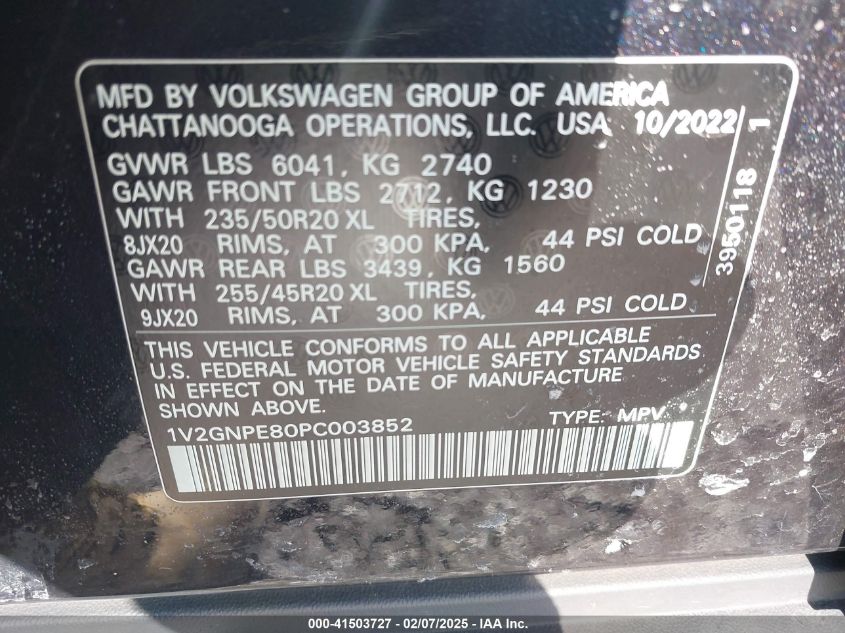 MFD BY VOLKSWAGEN GROUP OF AMERICA
CHATTANOOGA OPERATIONS, LLC. USA 10/2022
GVWR LBS 6041, KG 2740
GAWR FRONT LBS 2712, KG 1230
WITH 235/50R20 XL TIRES,
8JX20 RIMS, AT 300 KPA, 44 PSI COLD
GAWR REAR LBS 3439, KG 1560
WITH 255/45R20 XL TIRES,
9JX20 RIMS, AT 300 KPA, 44 PSI COLD
THIS VEHICLE CONFORMS TO ALL APPLICABLE
U.S. FEDERAL MOTOR VEHICLE SAFETY STANDARDS
IN EFFECT ON THE DATE OF MANUFACTURE
SHOWN ABOVE.
1V2GNPE80PC003852 TYPE: MPV
3950118 1
000-41503727 - 02/07/2025 - IAA Inc.